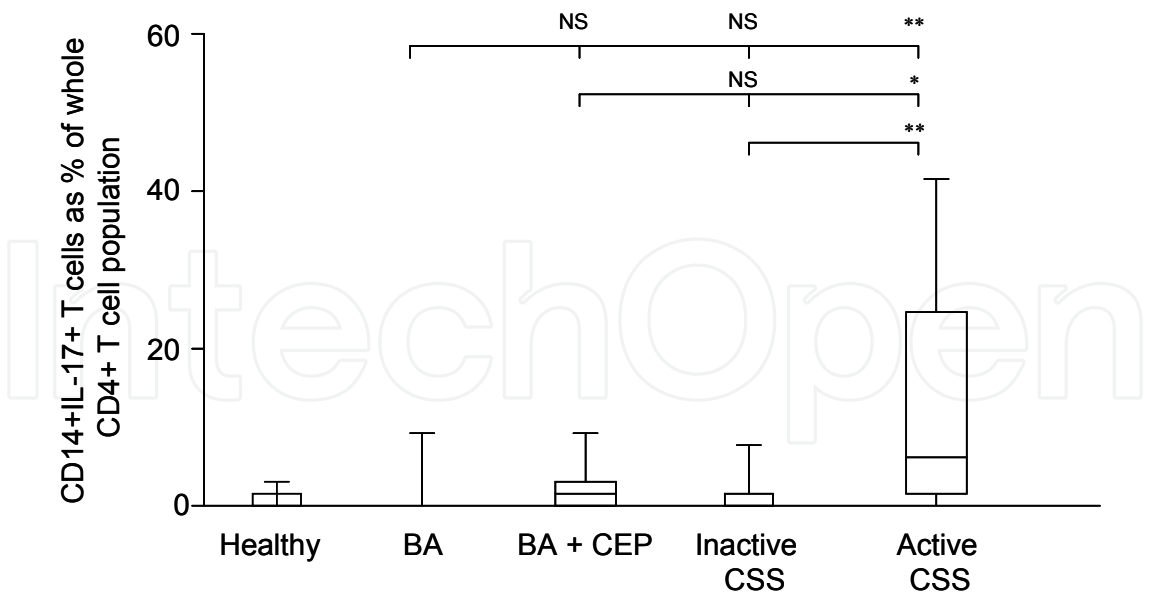 NS NS **
NS *
**
60
40
20
0
CD14+IL-17+ T cells as % of whole
CD4+ T cell population
Healthy BA BA + CEP Inactive CSS Active CSS
IntechOpen